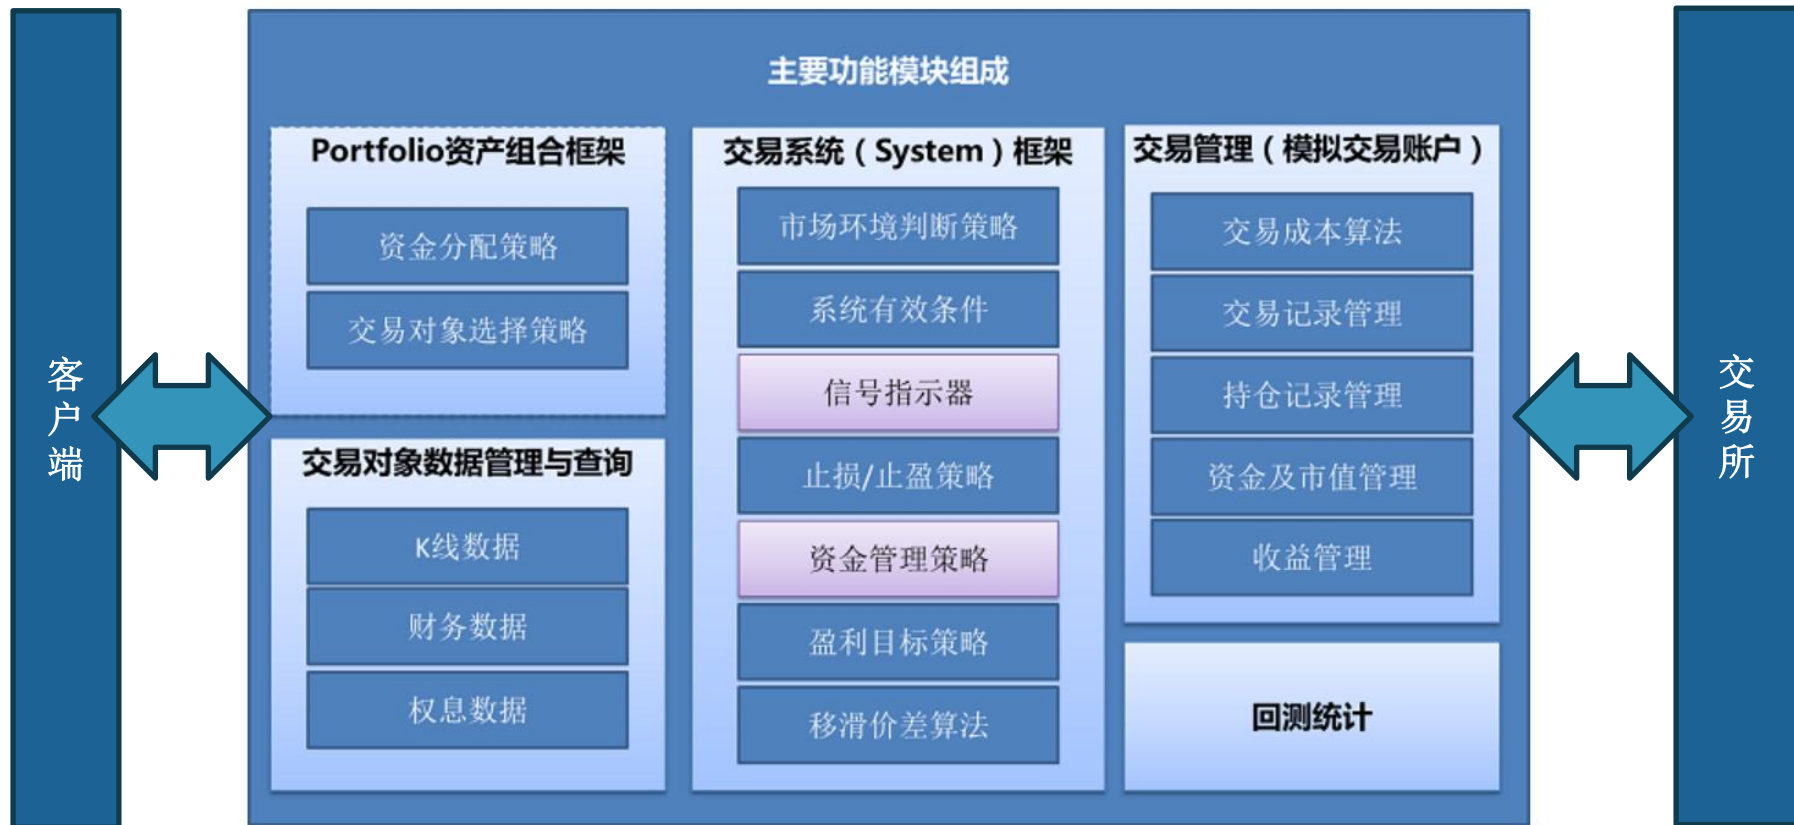 客户端
主要功能模块组成
Portfolio资产组合框架
资金分配策略
交易对象选择策略
交易对象数据管理与查询
K线数据
财务数据
权息数据
交易系统（System）框架
市场环境判断策略
系统有效条件
信号指示器
止损/止盈策略
资金管理策略
盈利目标策略
移滑价差算法
交易管理（模拟交易账户）
交易成本算法
交易记录管理
持仓记录管理
资金及市值管理
收益管理
回测统计
交易所